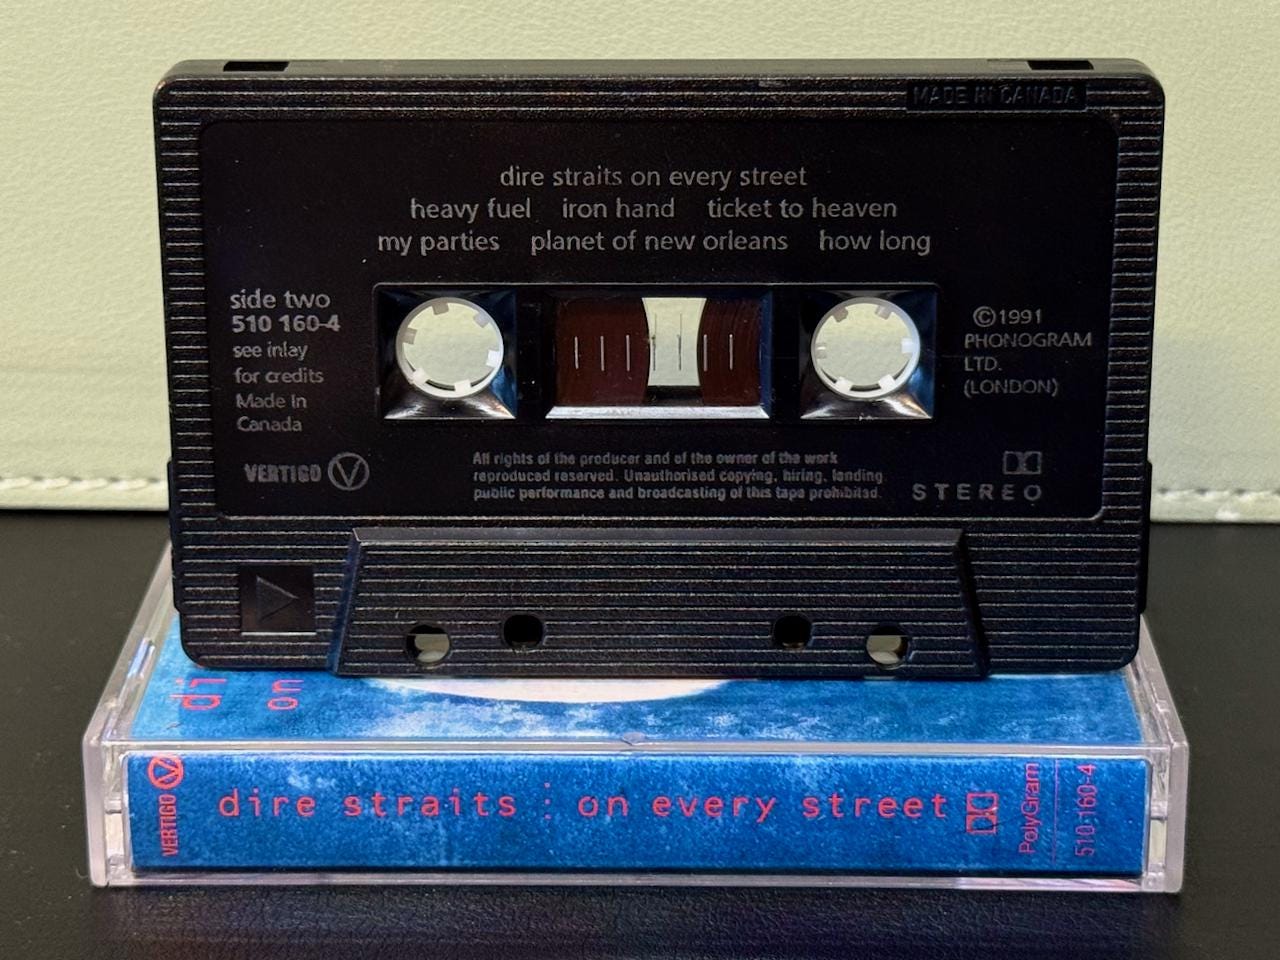 MADE IN CANADA
dire straits on every street
heavy fuel iron hand ticket to heaven
my parties planet of new orleans how long
side two
510 160-4
see inlay
for credits
Made In
Canada
©1991
PHONOGRAM
LTD.
(LONDON)
VERTIGO V
All rights of the producer and of the owner of the work
reproduced reserved. Unauthorised copying, hiring, lending
public performance and broadcasting of this tape prohibited.
STEREO
di
on
VERTIGO V
dire straits : on every street
PolyGram
510 160-4